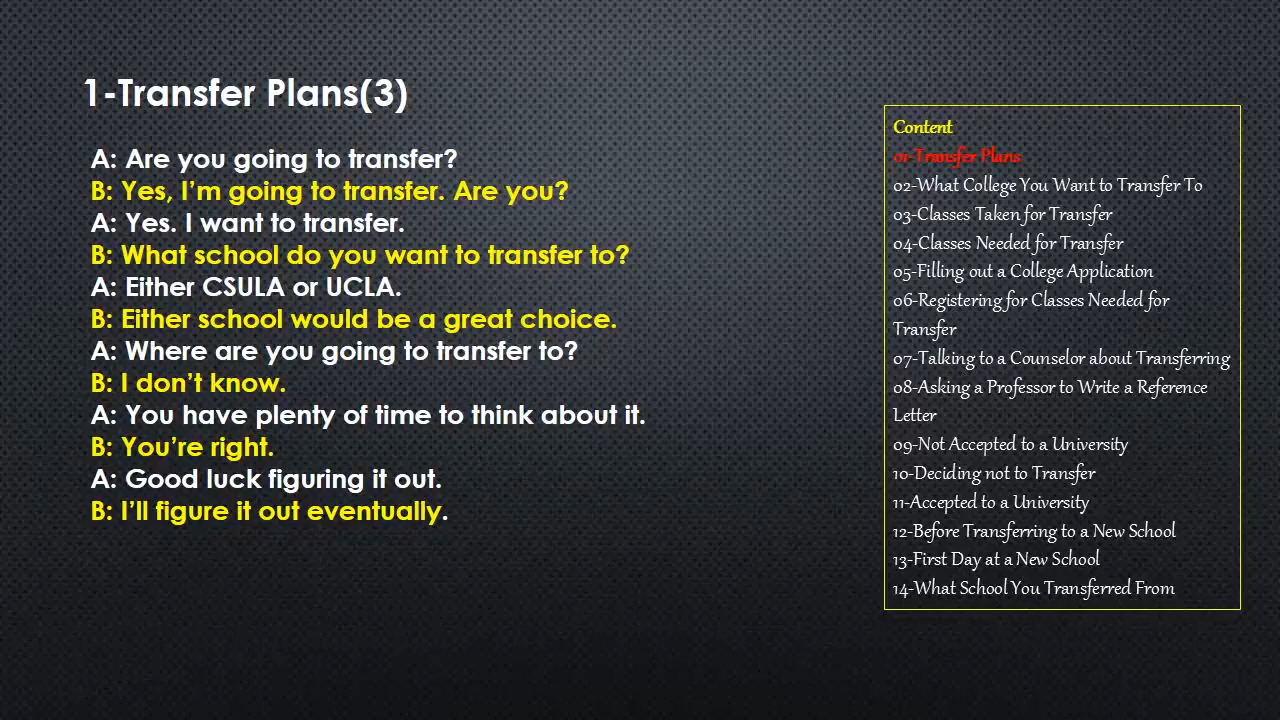 1-Transfer Plans(3)
A: Are you going to transfer?
B: Yes, I’m going to transfer. Are you?
A: Yes. I want to transfer.
B: What school do you want to transfer to?
A: Either CSULA or UCLA.
B: Either school would be a great choice.
A: Where are you going to transfer to?
B: I don’t know.
A: You have plenty of time to think about it.
B: You’re right.
A: Good luck figuring it out.
B: I’ll figure it out eventually.
Content
01-Transfer Plans
02-What College You Want to Transfer To
03-Classes Taken for Transfer
04-Classes Needed for Transfer
05-Filling out a College Application
06-Registering for Classes Needed for
Transfer
07-Talking to a Counselor about Transferring
08-Asking a Professor to Write a Reference
Letter
09-Not Accepted to a University
10-Deciding not to Transfer
11-Accepted to a University
12-Before Transferring to a New School
13-First Day at a New School
14-What School You Transferred From